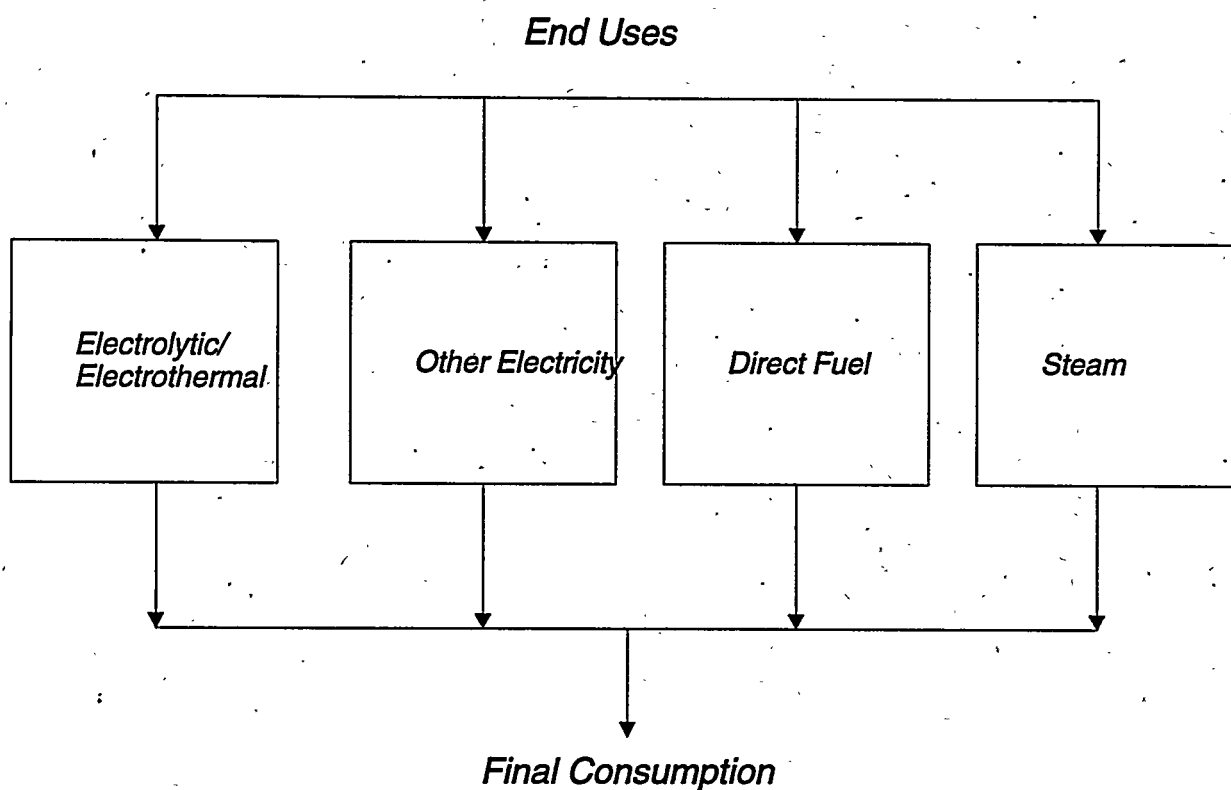 End Uses
Electrolytic/
Electrothermal
Other Electricity
Direct Fuel
Steam
Final Consumption